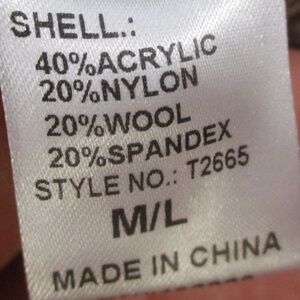 SHELL.:
40%ACRYLIC
20%NYLON
20%WOOL
20%SPANDEX
STYLE NO.: T2665
M/L
MADE IN CHINA